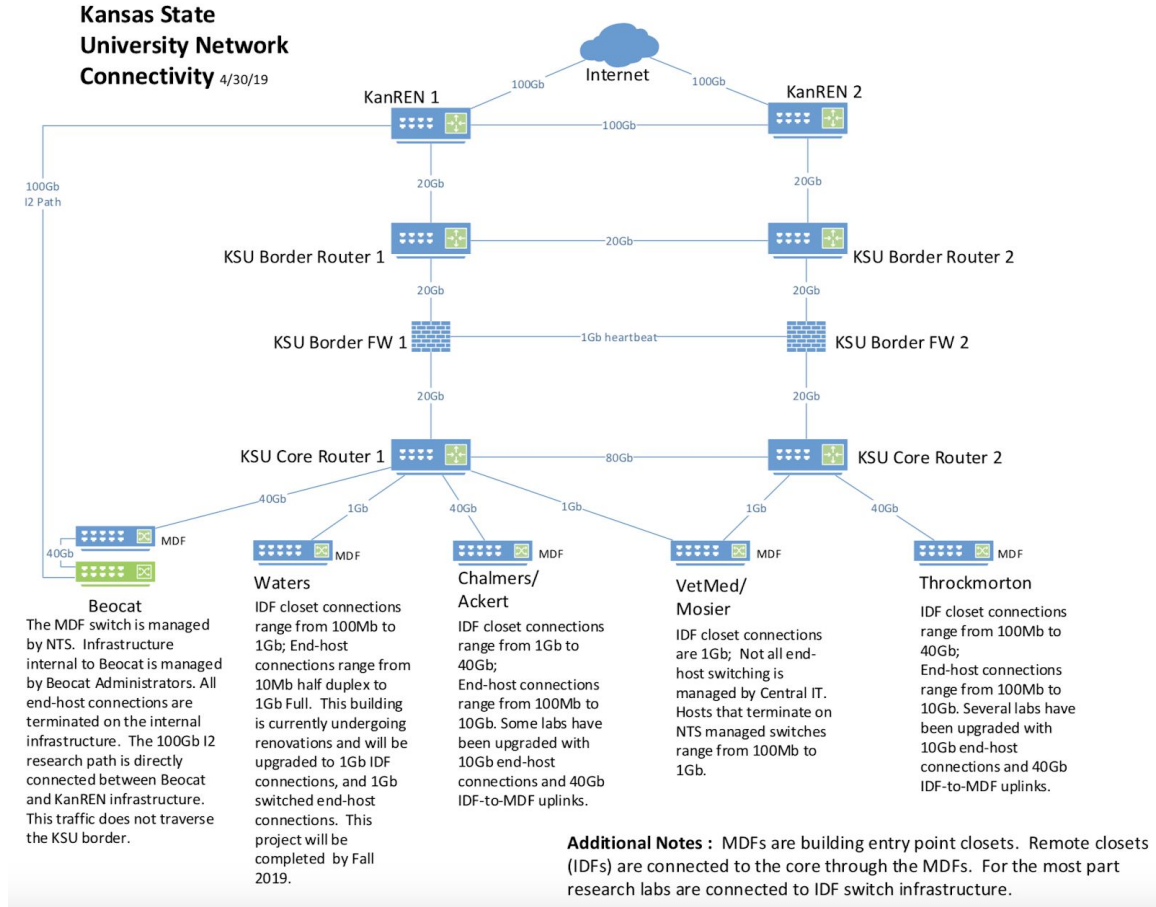 Kansas State
University Network
Connectivity 4/30/19
Internet
100Gb
100Gb
KanREN 1
KanREN 2
100Gb
100Gb
I2 Path
20Gb
20Gb
KSU Border Router 1
20Gb
KSU Border Router 2
20Gb
20Gb
KSU Border FW 1
1Gb heartbeat
KSU Border FW 2
20Gb
20Gb
KSU Core Router 1
80Gb
KSU Core Router 2
40Gb
1Gb
40Gb
1Gb
1Gb
40Gb
MDF
40Gb
MDF
MDF
MDF
MDF
Beocat
The MDF switch is managed
by NTS. Infrastructure
internal to Beocat is managed
by Beocat Administrators. All
end-host connections are
terminated on the internal
infrastructure. The 100Gb I2
research path is directly
connected between Beocat
and KanREN infrastructure.
This traffic does not traverse
the KSU border.
Waters
IDF closet connections
range from 100Mb to
1Gb; End-host
connections range from
10Mb half duplex to
1Gb Full. This building
is currently undergoing
renovations and will be
upgraded to 1Gb IDF
connections, and 1Gb
switched end-host
connections. This
project will be
completed by Fall
2019.
Chalmers/
Ackert
IDF closet connections
range from 1Gb to
40Gb;
End-host connections
range from 100Mb to
10Gb. Some labs have
been upgraded with
10Gb end-host
connections and 40Gb
IDF-to-MDF uplinks.
VetMed/
Mosier
IDF closet connections
are 1Gb; Not all end-
host switching is
managed by Central IT.
Hosts that terminate on
NTS managed switches
range from 100Mb to
1Gb.
Throckmorton
IDF closet connections
range from 100Mb to
40Gb;
End-host connections
range from 100Mb to
10Gb. Several labs have
been upgraded with
10Gb end-host
connections and 40Gb
IDF-to-MDF uplinks.
Additional Notes : MDFs are building entry point closets. Remote closets
(IDFs) are connected to the core through the MDFs. For the most part
research labs are connected to IDF switch infrastructure.